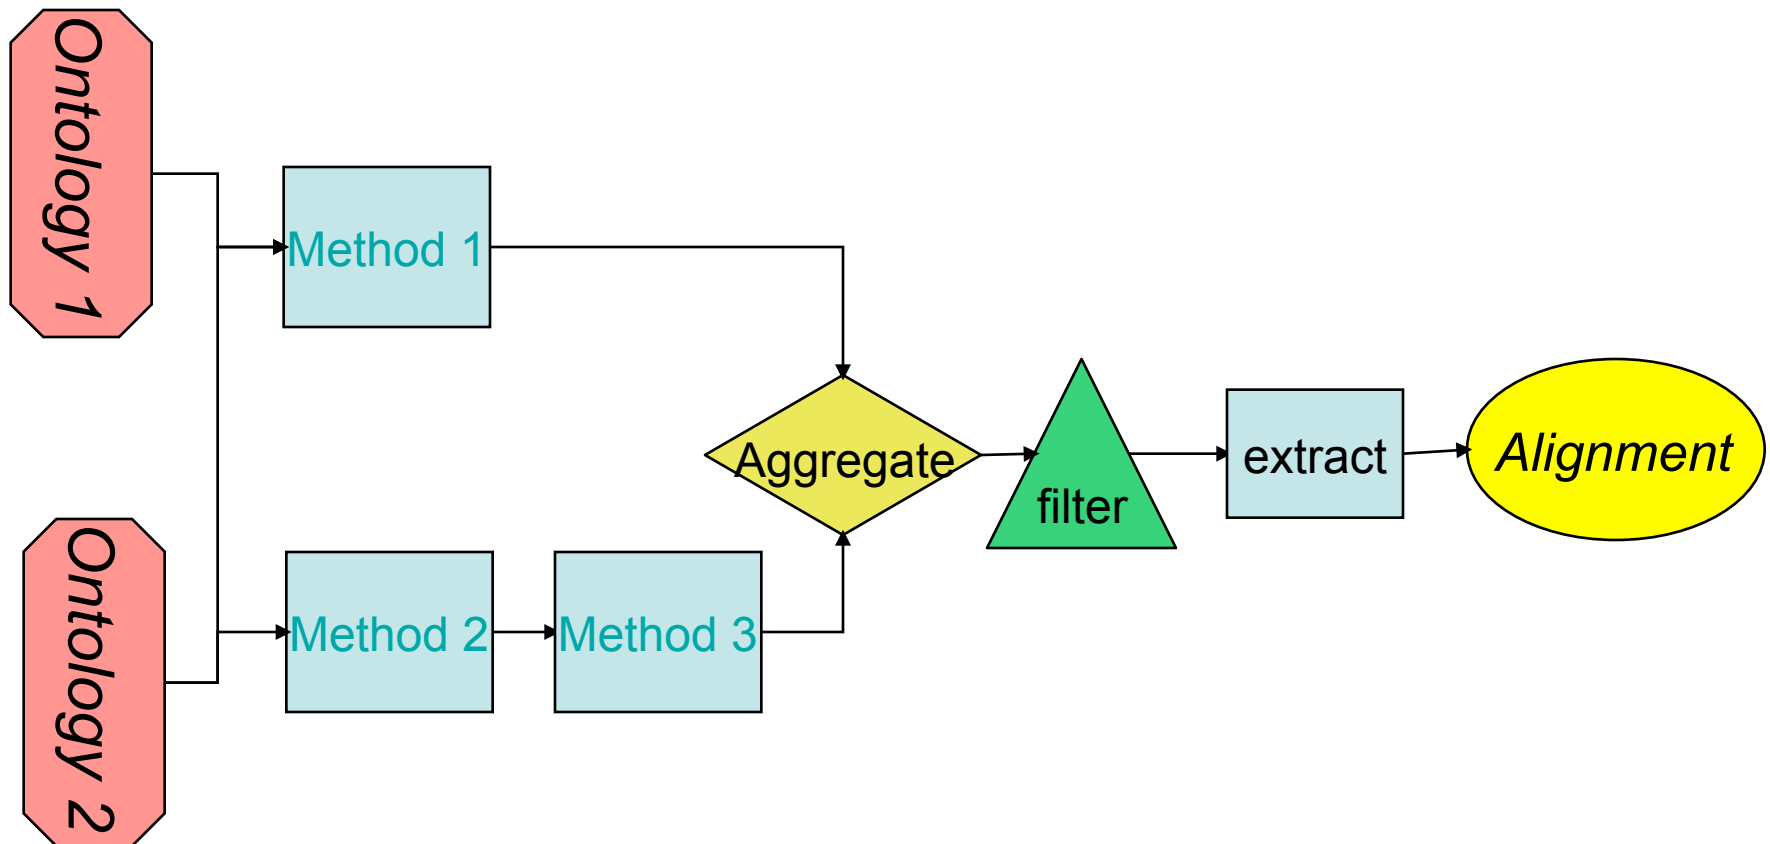 Ontology 1
Method 1
Aggregate
filter
extract
Alignment
Ontology 2
Method 2
Method 3